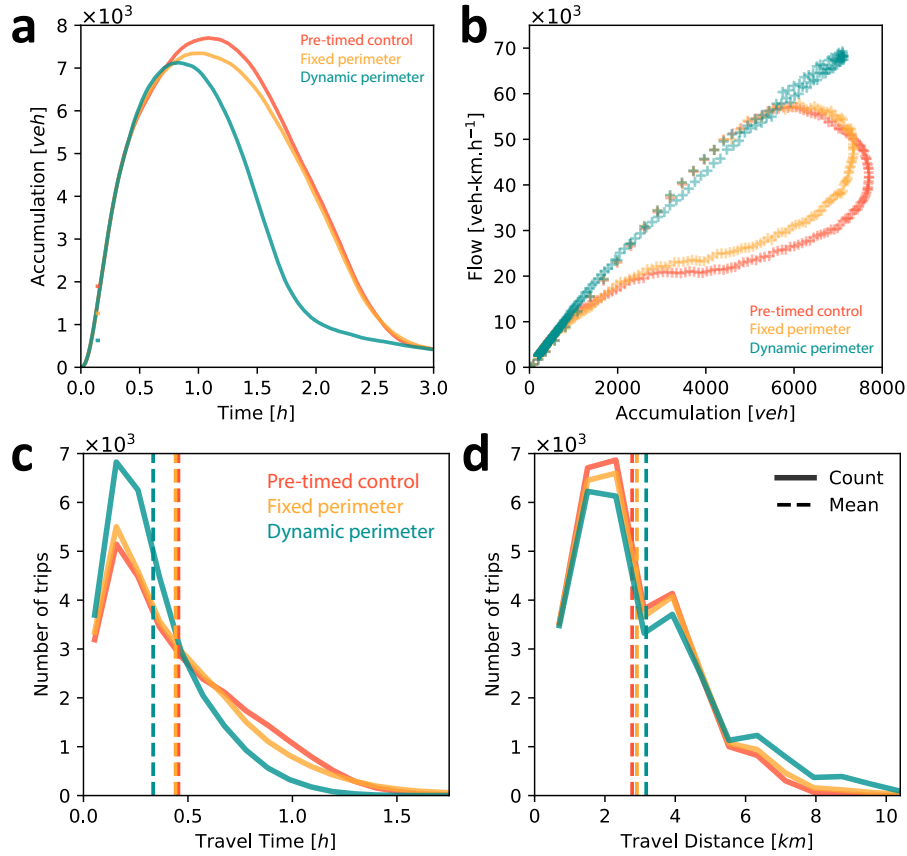 a
×10³
8
7
6
5
4
3
2
1
0
Accumulation [veh]
0.0 0.5 1.0 1.5 2.0 2.5 3.0
Time [h]
Pre-timed control
Fixed perimeter
Dynamic perimeter
b
×10³
70
60
50
40
30
20
10
0
Flow [veh-km.h⁻¹]
0 2000 4000 6000 8000
Accumulation [veh]
Pre-timed control
Fixed perimeter
Dynamic perimeter
c
×10³
7
6
5
4
3
2
1
0
Number of trips
0.0 0.5 1.0 1.5
Travel Time [h]
Pre-timed control
Fixed perimeter
Dynamic perimeter
d
×10³
7
6
5
4
3
2
1
0
Number of trips
0 2 4 6 8 10
Travel Distance [km]
Count
Mean